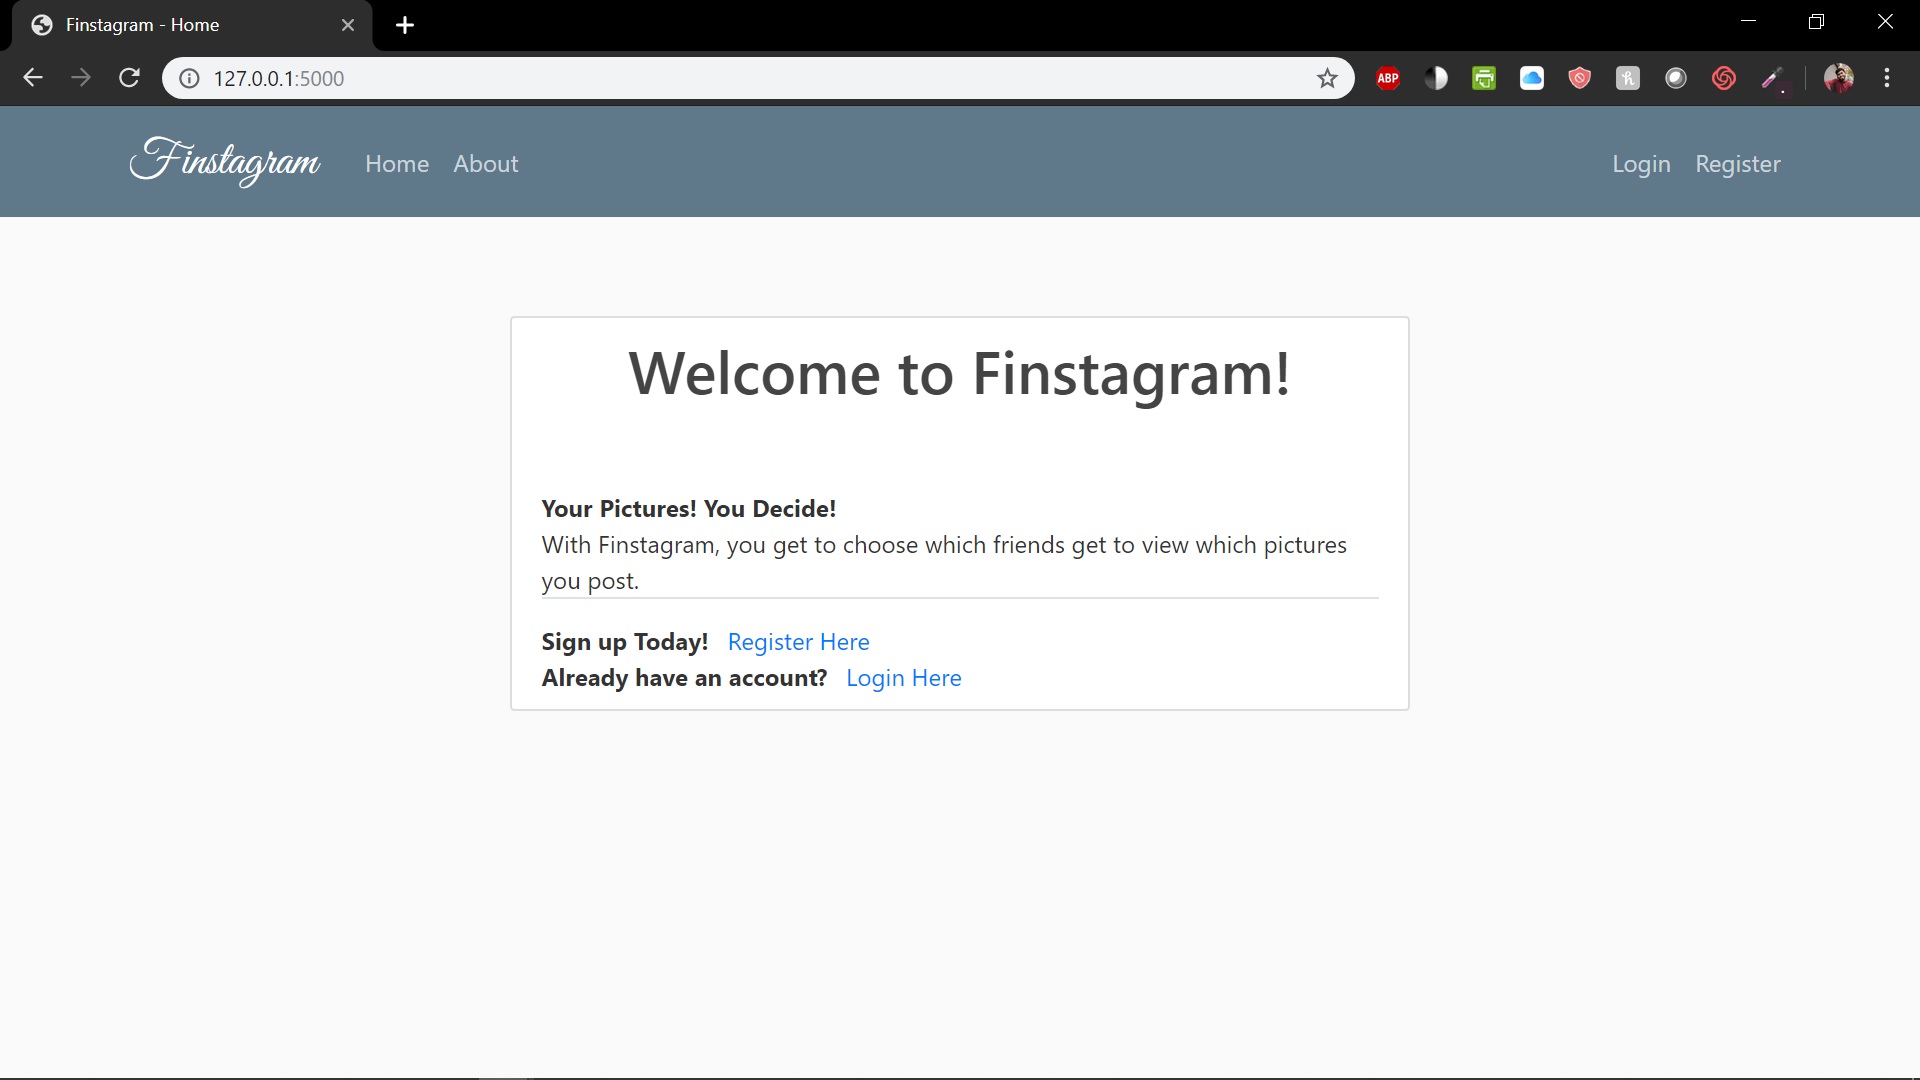 Finstagram - Home
127.0.0.1:5000
ABP
Finstagram Home About Login Register
Welcome to Finstagram!
Your Pictures! You Decide!
With Finstagram, you get to choose which friends get to view which pictures
you post.
Sign up Today! Register Here
Already have an account? Login Here